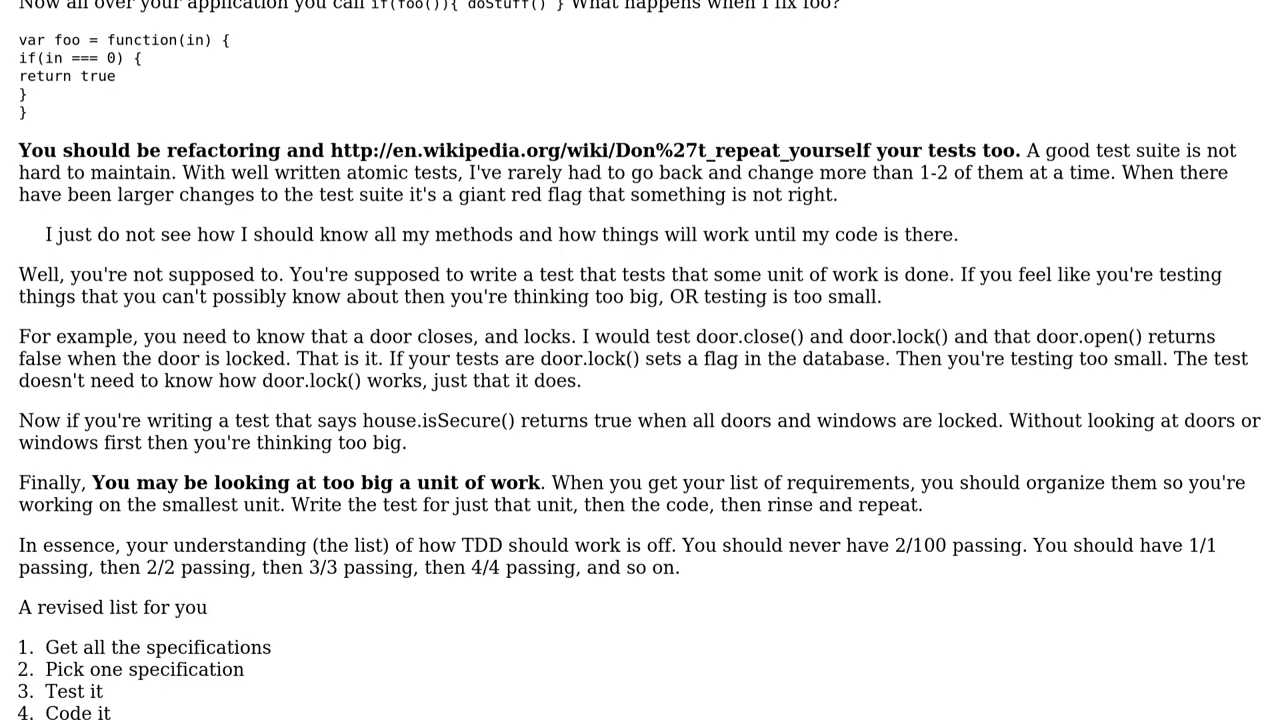 Now all over your application you call if(foo()){ doStuff() } What happens when I fix foo?
var foo = function(in) {
if(in === 0) {
return true
}
}
You should be refactoring and http://en.wikipedia.org/wiki/Don%27t_repeat_yourself your tests too. A good test suite is not
hard to maintain. With well written atomic tests, I've rarely had to go back and change more than 1-2 of them at a time. When there
have been larger changes to the test suite it's a giant red flag that something is not right.
I just do not see how I should know all my methods and how things will work until my code is there.
Well, you're not supposed to. You're supposed to write a test that tests that some unit of work is done. If you feel like you're testing
things that you can't possibly know about then you're thinking too big, OR testing is too small.
For example, you need to know that a door closes, and locks. I would test door.close() and door.lock() and that door.open() returns
false when the door is locked. That is it. If your tests are door.lock() sets a flag in the database. Then you're testing too small. The test
doesn't need to know how door.lock() works, just that it does.
Now if you're writing a test that says house.isSecure() returns true when all doors and windows are locked. Without looking at doors or
windows first then you're thinking too big.
Finally, You may be looking at too big a unit of work. When you get your list of requirements, you should organize them so you're
working on the smallest unit. Write the test for just that unit, then the code, then rinse and repeat.
In essence, your understanding (the list) of how TDD should work is off. You should never have 2/100 passing. You should have 1/1
passing, then 2/2 passing, then 3/3 passing, then 4/4 passing, and so on.
A revised list for you
1. Get all the specifications
2. Pick one specification
3. Test it
4. Code it